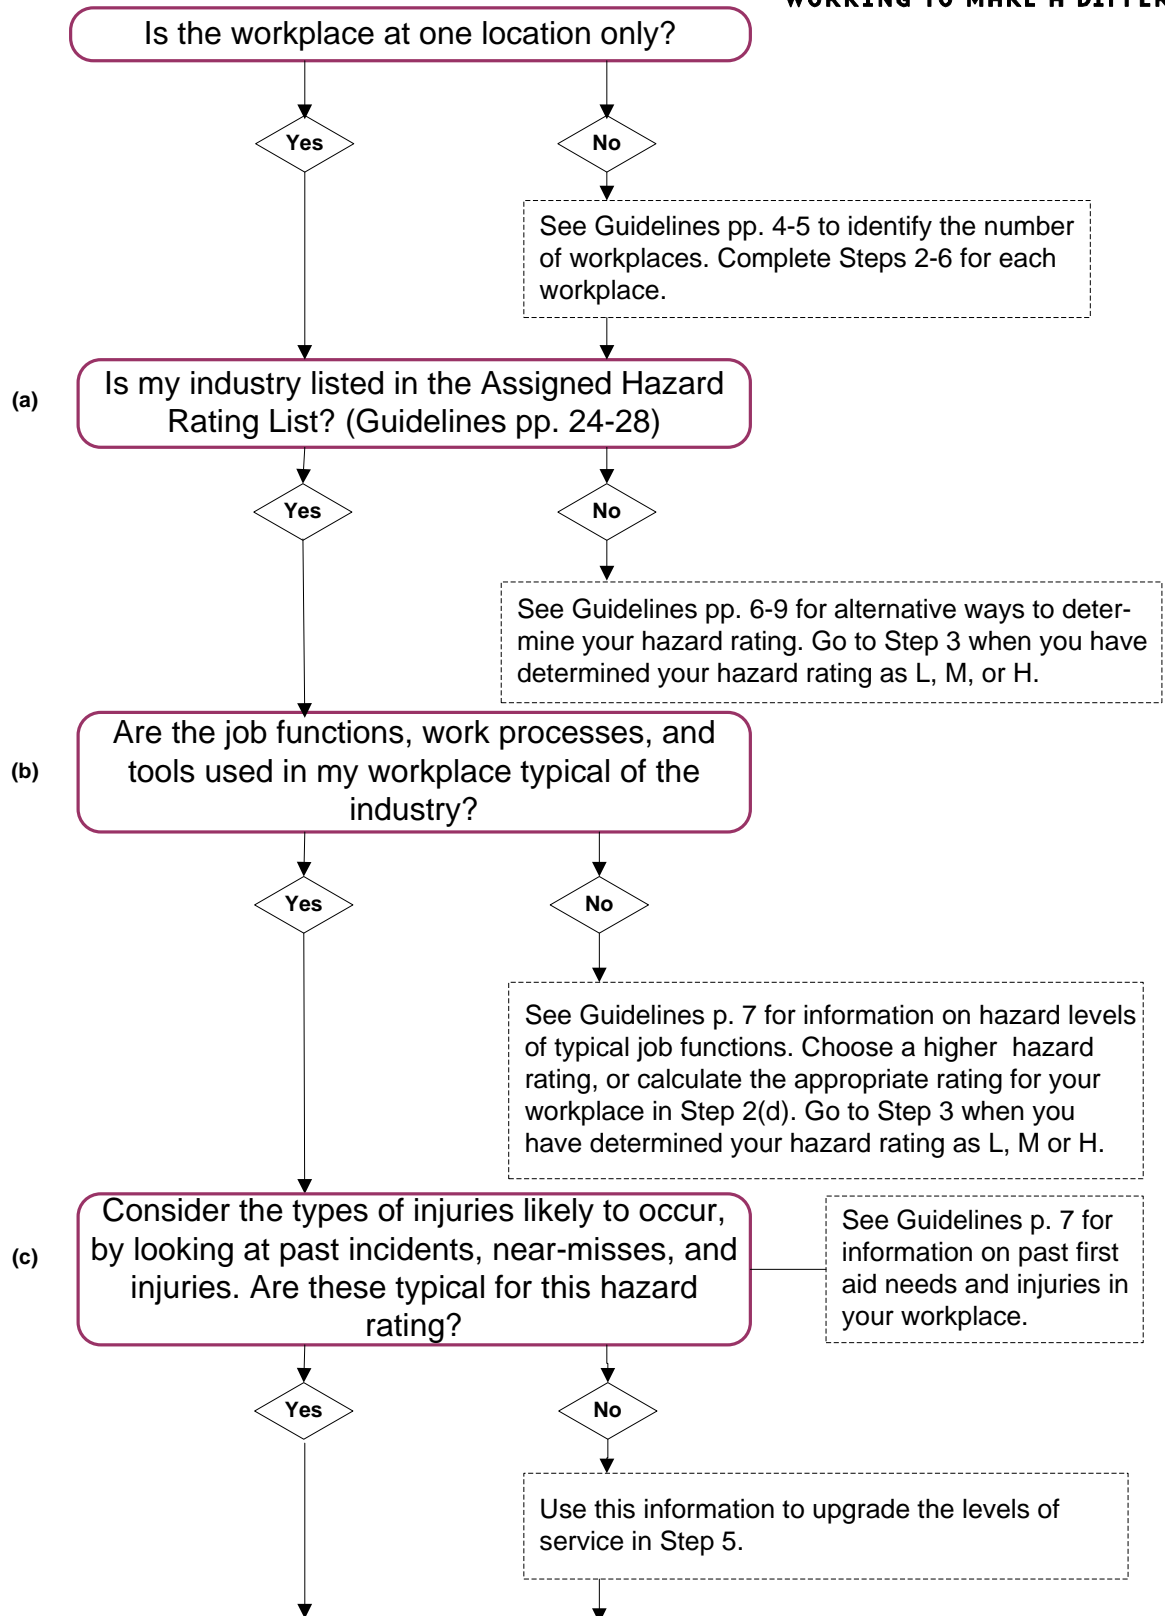 WORKING TO MAKE A DIFFER
Is the workplace at one location only?
Yes
No
See Guidelines pp. 4-5 to identify the number
of workplaces. Complete Steps 2-6 for each
workplace.
(a)
Is my industry listed in the Assigned Hazard
Rating List? (Guidelines pp. 24-28)
Yes
No
See Guidelines pp. 6-9 for alternative ways to deter-
mine your hazard rating. Go to Step 3 when you have
determined your hazard rating as L, M, or H.
(b)
Are the job functions, work processes, and
tools used in my workplace typical of the
industry?
Yes
No
See Guidelines p. 7 for information on hazard levels
of typical job functions. Choose a higher hazard
rating, or calculate the appropriate rating for your
workplace in Step 2(d). Go to Step 3 when you
have determined your hazard rating as L, M or H.
(c)
Consider the types of injuries likely to occur,
by looking at past incidents, near-misses, and
injuries. Are these typical for this hazard
rating?
See Guidelines p. 7 for
information on past first
aid needs and injuries in
your workplace.
Yes
No
Use this information to upgrade the levels of
service in Step 5.